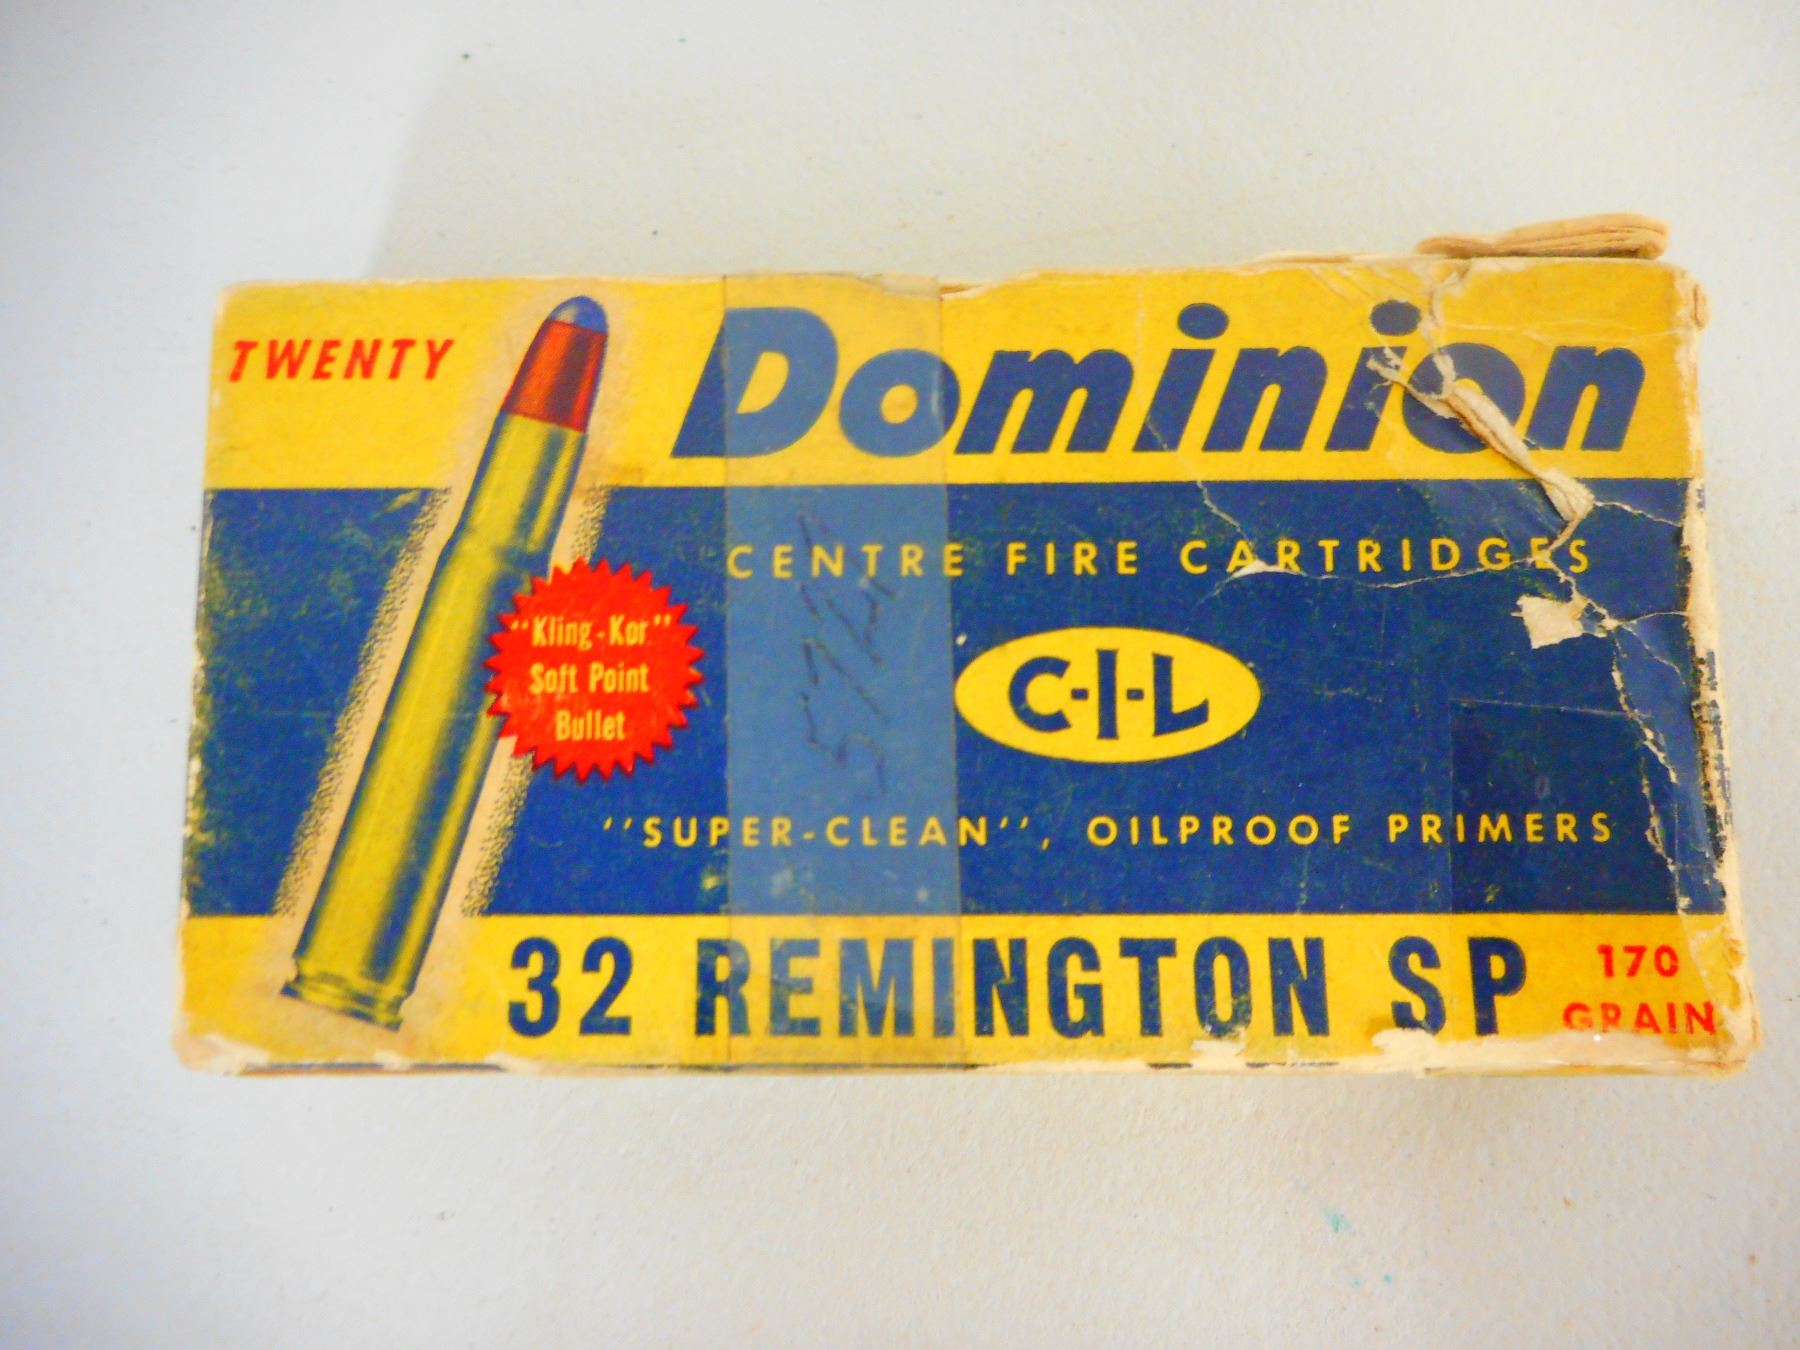 TWENTY
Dominion
CENTRE FIRE CARTRIDGES
"Kling-Kor"
Soft Point
Bullet
C-I-L
''SUPER-CLEAN'', OILPROOF PRIMERS
32 REMINGTON SP
170
GRAIN